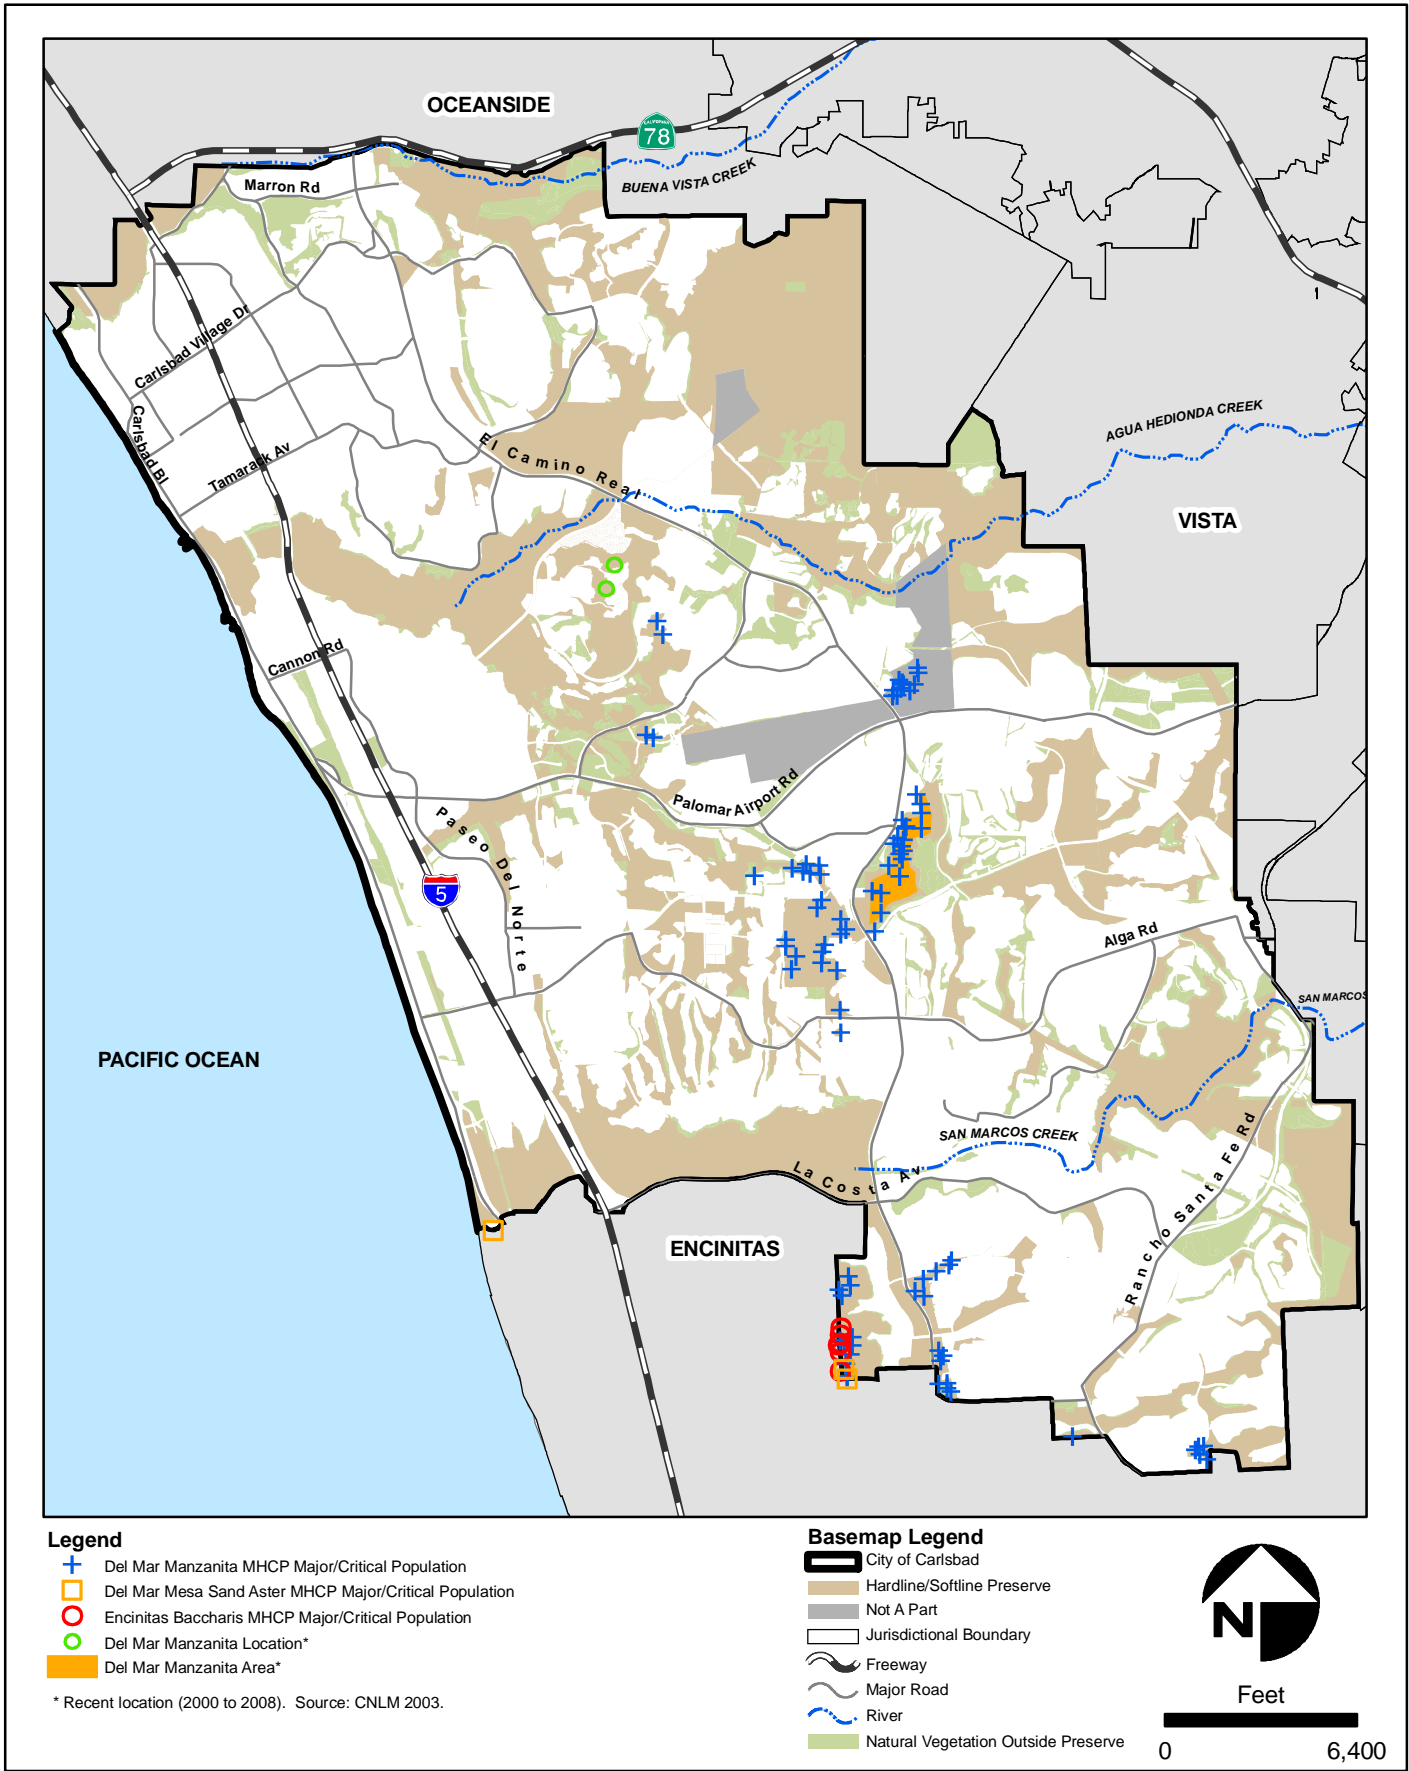 OCEANSIDE
CALIFORNIA
78
BUENA VISTA CREEK
Marron Rd
Carlsbad Village Dr
Carlsbad Bl
Tamarack Av
El Camino Real
AGUA HEDIONDA CREEK
VISTA
Cannon Rd
Palomar Airport Rd
Paseo Del Norte
5
Alga Rd
SAN MARCOS
PACIFIC OCEAN
SAN MARCOS CREEK
La Costa Av
Rancho Santa Fe Rd
ENCINITAS
Legend
Del Mar Manzanita MHCP Major/Critical Population
Del Mar Mesa Sand Aster MHCP Major/Critical Population
Encinitas Baccharis MHCP Major/Critical Population
Del Mar Manzanita Location*
Del Mar Manzanita Area*
* Recent location (2000 to 2008). Source: CNLM 2003.
Basemap Legend
City of Carlsbad
Hardline/Softline Preserve
Not A Part
Jurisdictional Boundary
Freeway
Major Road
River
Natural Vegetation Outside Preserve
N
Feet
0 6,400